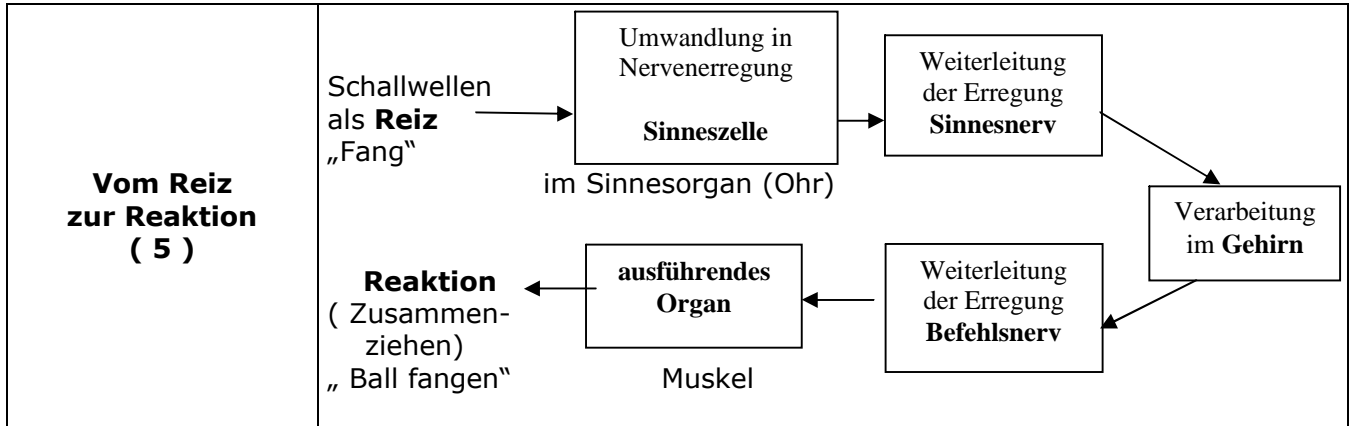 Vom Reiz
zur Reaktion
( 5 )
Schallwellen
als Reiz
„Fang“
Umwandlung in
Nervenerregung
Sinneszelle
im Sinnesorgan (Ohr)
Weiterleitung
der Erregung
Sinnesnerv
Verarbeitung
im Gehirn
Weiterleitung
der Erregung
Befehlsnerv
ausführendes
Organ
Muskel
Reaktion
( Zusammen-
ziehen)
„ Ball fangen“